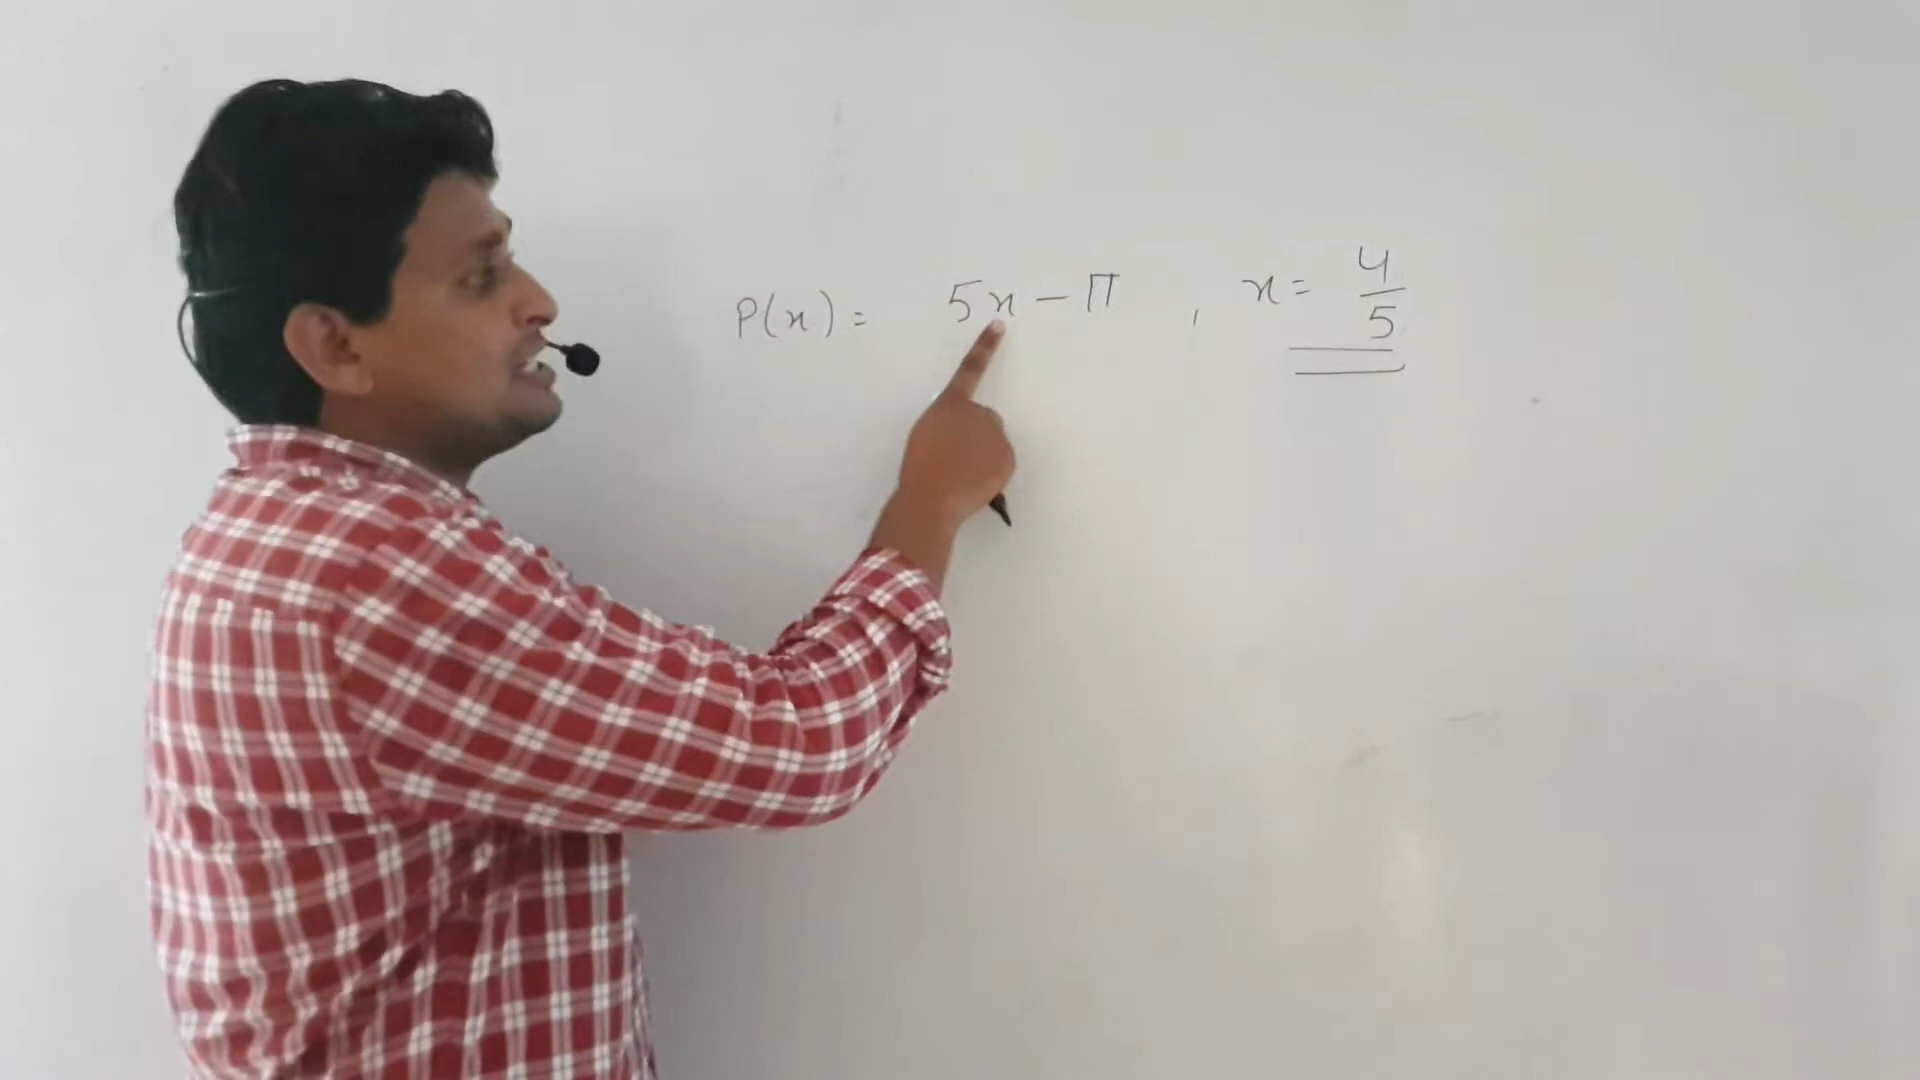 P(x) = 5x - π , x = 4/5